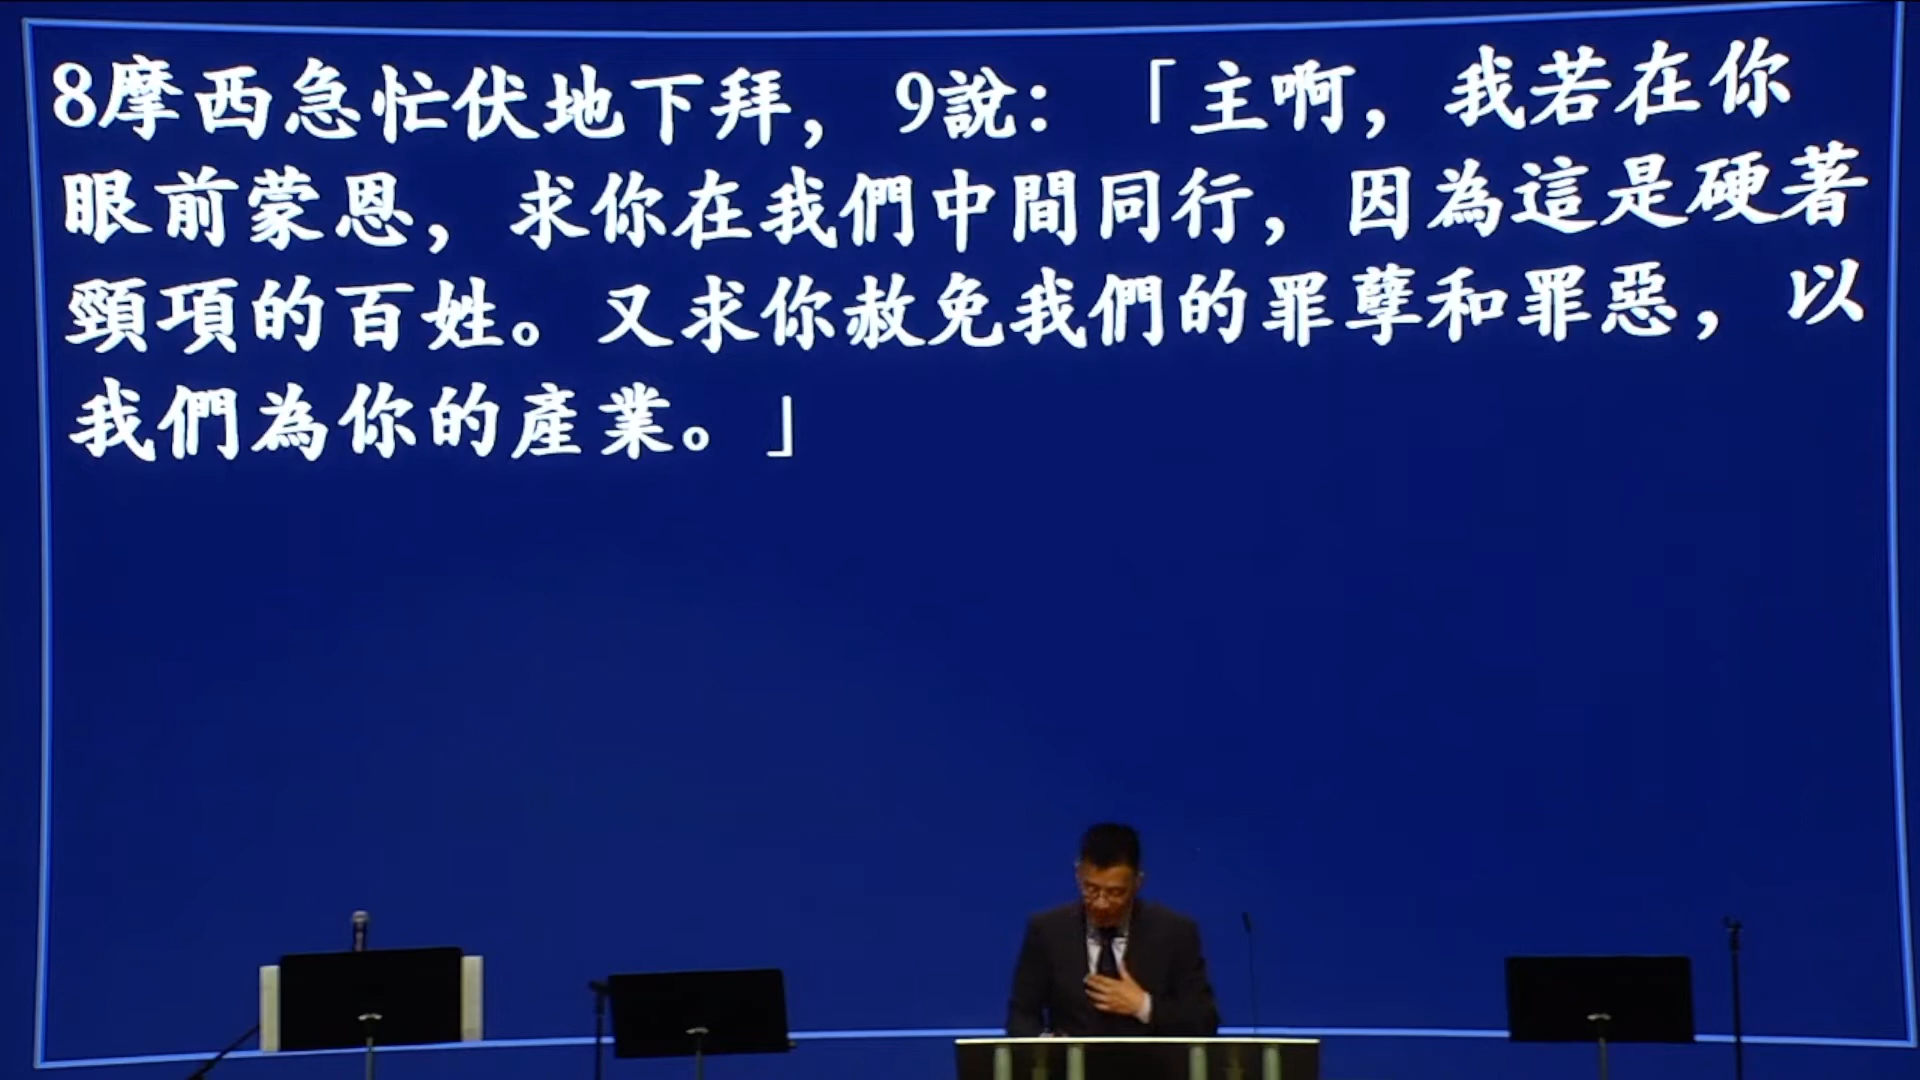 8摩西急忙伏地下拜，9說：「主啊，我若在你
眼前蒙恩，求你在我們中間同行，因為這是硬著
頸項的百姓。又求你赦免我們的罪孽和罪惡，以
我們為你的產業。」